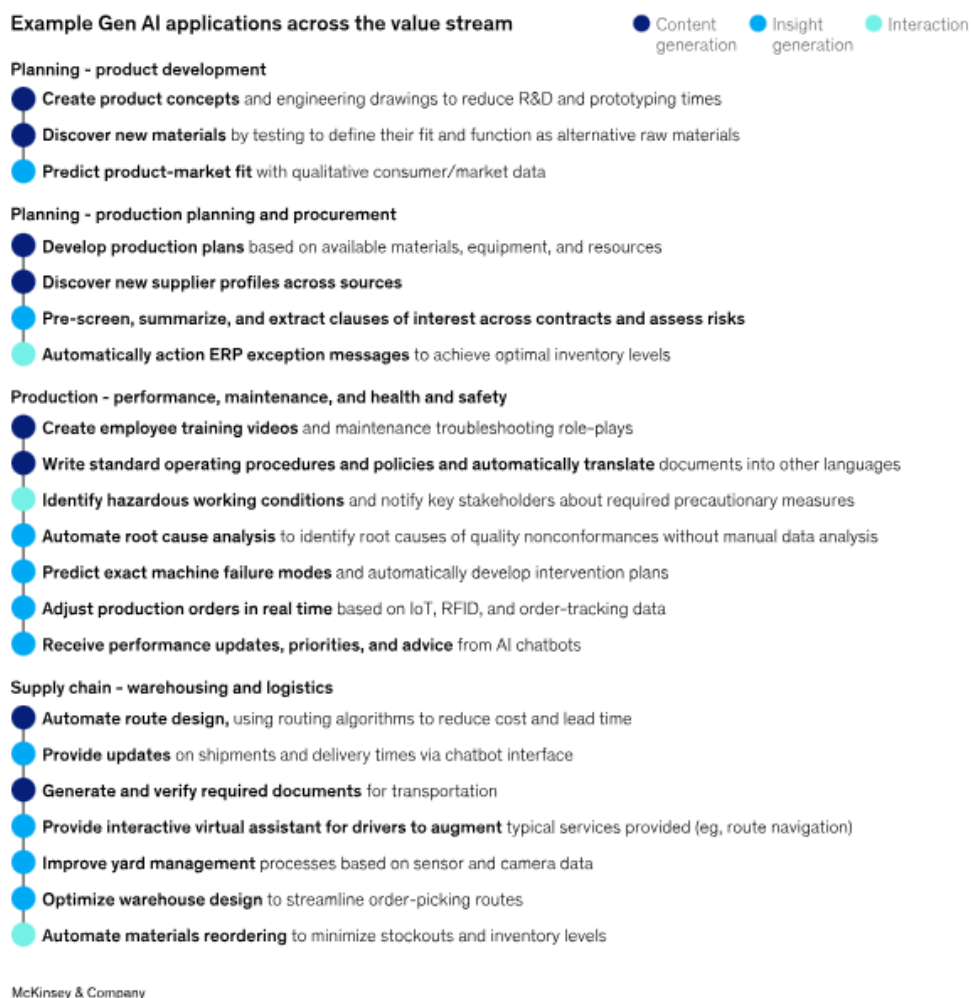 Example Gen AI applications across the value stream
Content generation
Insight generation
Interaction
Planning - product development
Create product concepts and engineering drawings to reduce R&D and prototyping times
Discover new materials by testing to define their fit and function as alternative raw materials
Predict product-market fit with qualitative consumer/market data
Planning - production planning and procurement
Develop production plans based on available materials, equipment, and resources
Discover new supplier profiles across sources
Pre-screen, summarize, and extract clauses of interest across contracts and assess risks
Automatically action ERP exception messages to achieve optimal inventory levels
Production - performance, maintenance, and health and safety
Create employee training videos and maintenance troubleshooting role-plays
Write standard operating procedures and policies and automatically translate documents into other languages
Identify hazardous working conditions and notify key stakeholders about required precautionary measures
Automate root cause analysis to identify root causes of quality nonconformances without manual data analysis
Predict exact machine failure modes and automatically develop intervention plans
Adjust production orders in real time based on IoT, RFID, and order-tracking data
Receive performance updates, priorities, and advice from AI chatbots
Supply chain - warehousing and logistics
Automate route design, using routing algorithms to reduce cost and lead time
Provide updates on shipments and delivery times via chatbot interface
Generate and verify required documents for transportation
Provide interactive virtual assistant for drivers to augment typical services provided (eg, route navigation)
Improve yard management processes based on sensor and camera data
Optimize warehouse design to streamline order-picking routes
Automate materials reordering to minimize stockouts and inventory levels
McKinsey & Company